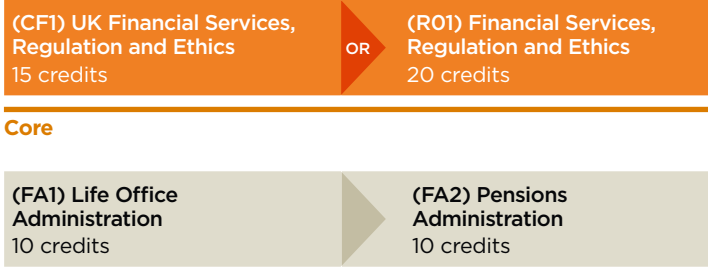 (CF1) UK Financial Services,
Regulation and Ethics
15 credits
OR
(R01) Financial Services,
Regulation and Ethics
20 credits
Core
(FA1) Life Office
Administration
10 credits
(FA2) Pensions
Administration
10 credits